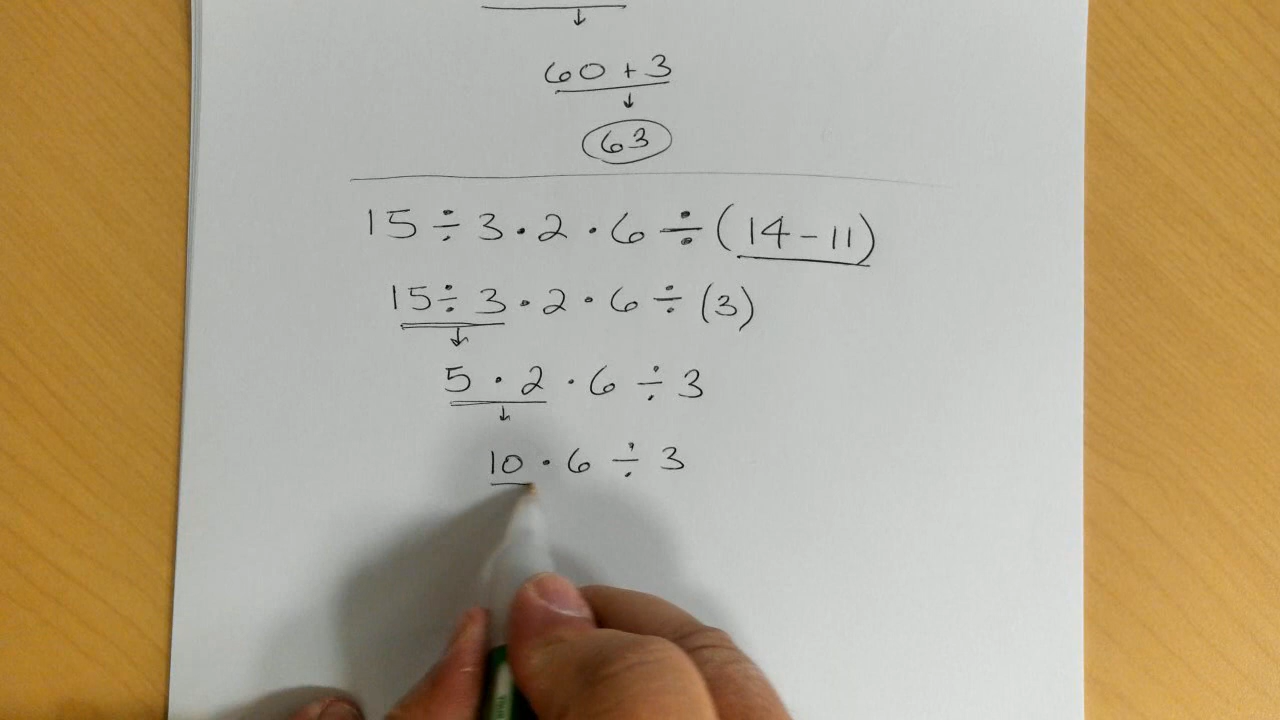 60 + 3
63
15 ÷ 3 · 2 · 6 ÷ (14 - 11)
15 ÷ 3 · 2 · 6 ÷ (3)
5 · 2 · 6 ÷ 3
10 · 6 ÷ 3